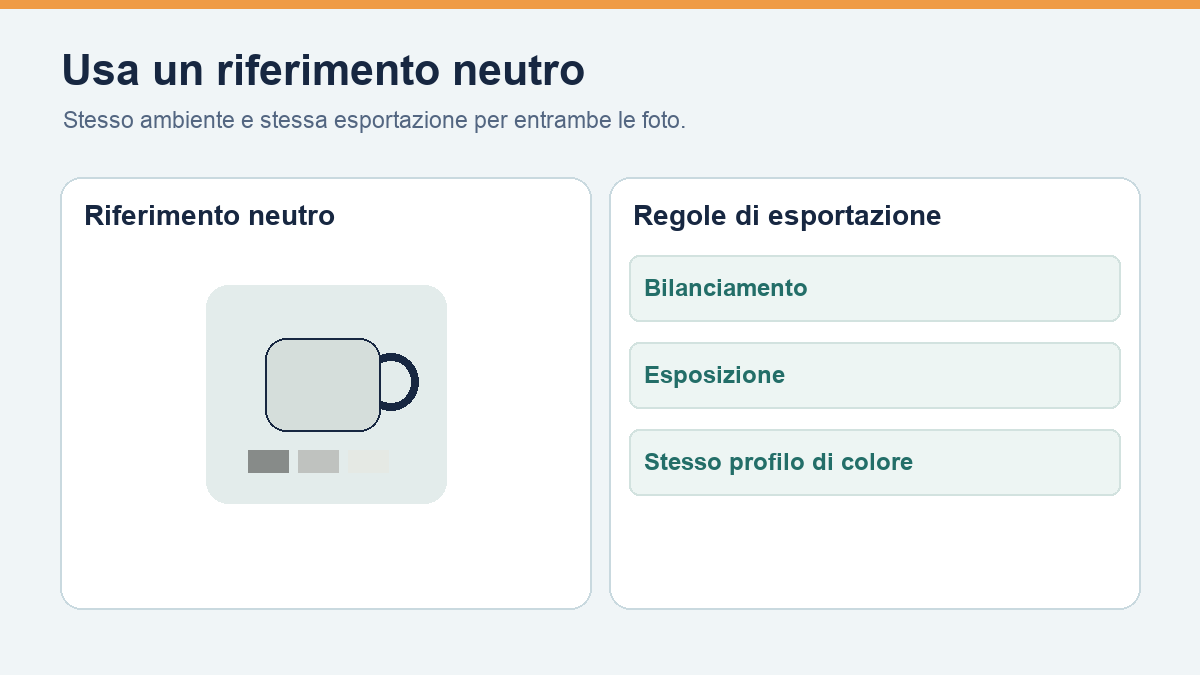 Usa un riferimento neutro
Stesso ambiente e stessa esportazione per entrambe le foto.
Riferimento neutro
Regole di esportazione
Bilanciamento
Esposizione
Stesso profilo di colore